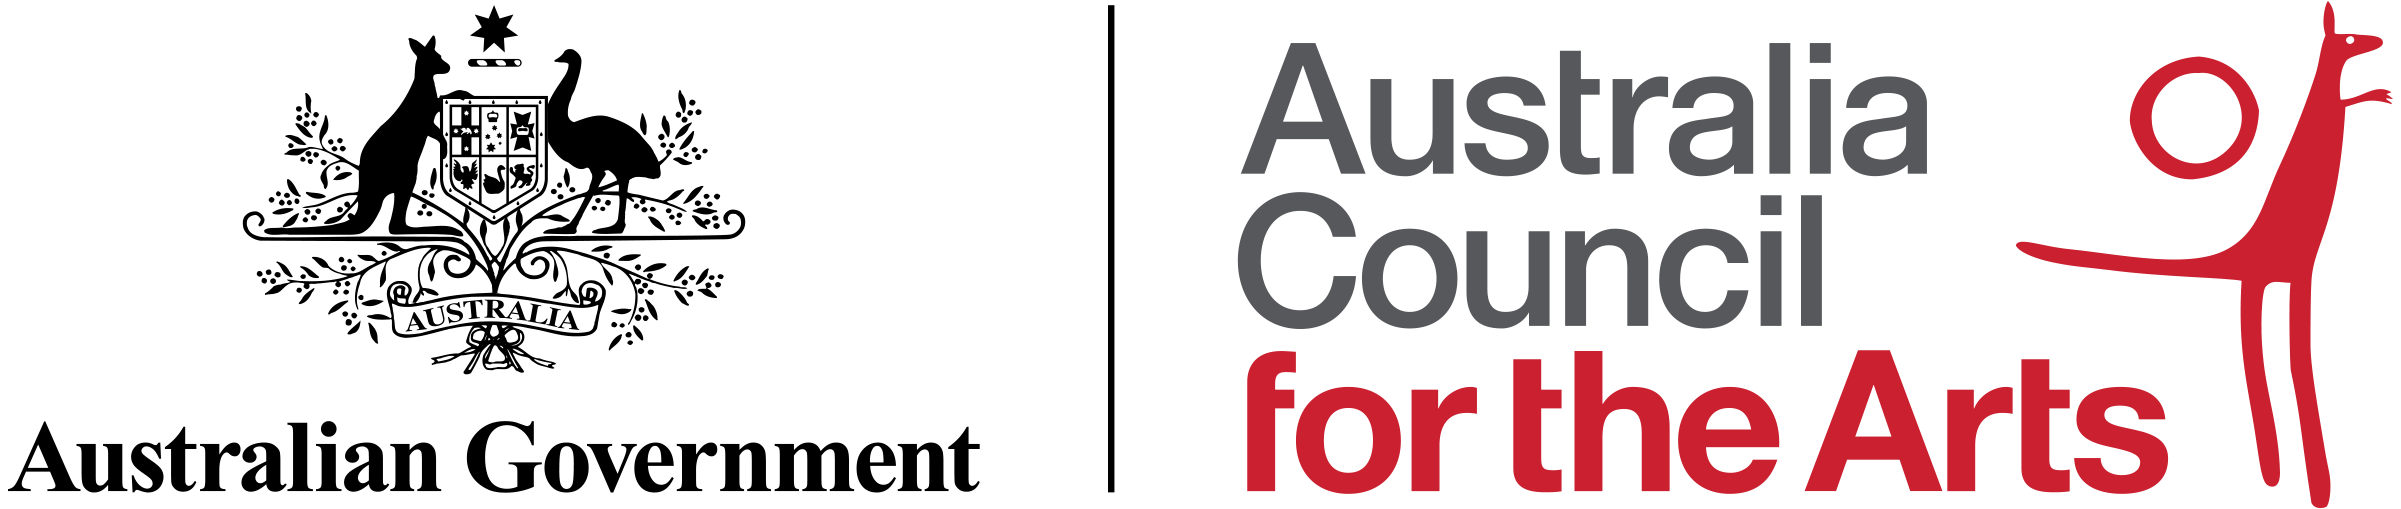 AUSTRALIA
Australian Government
Australia
Council
for the Arts